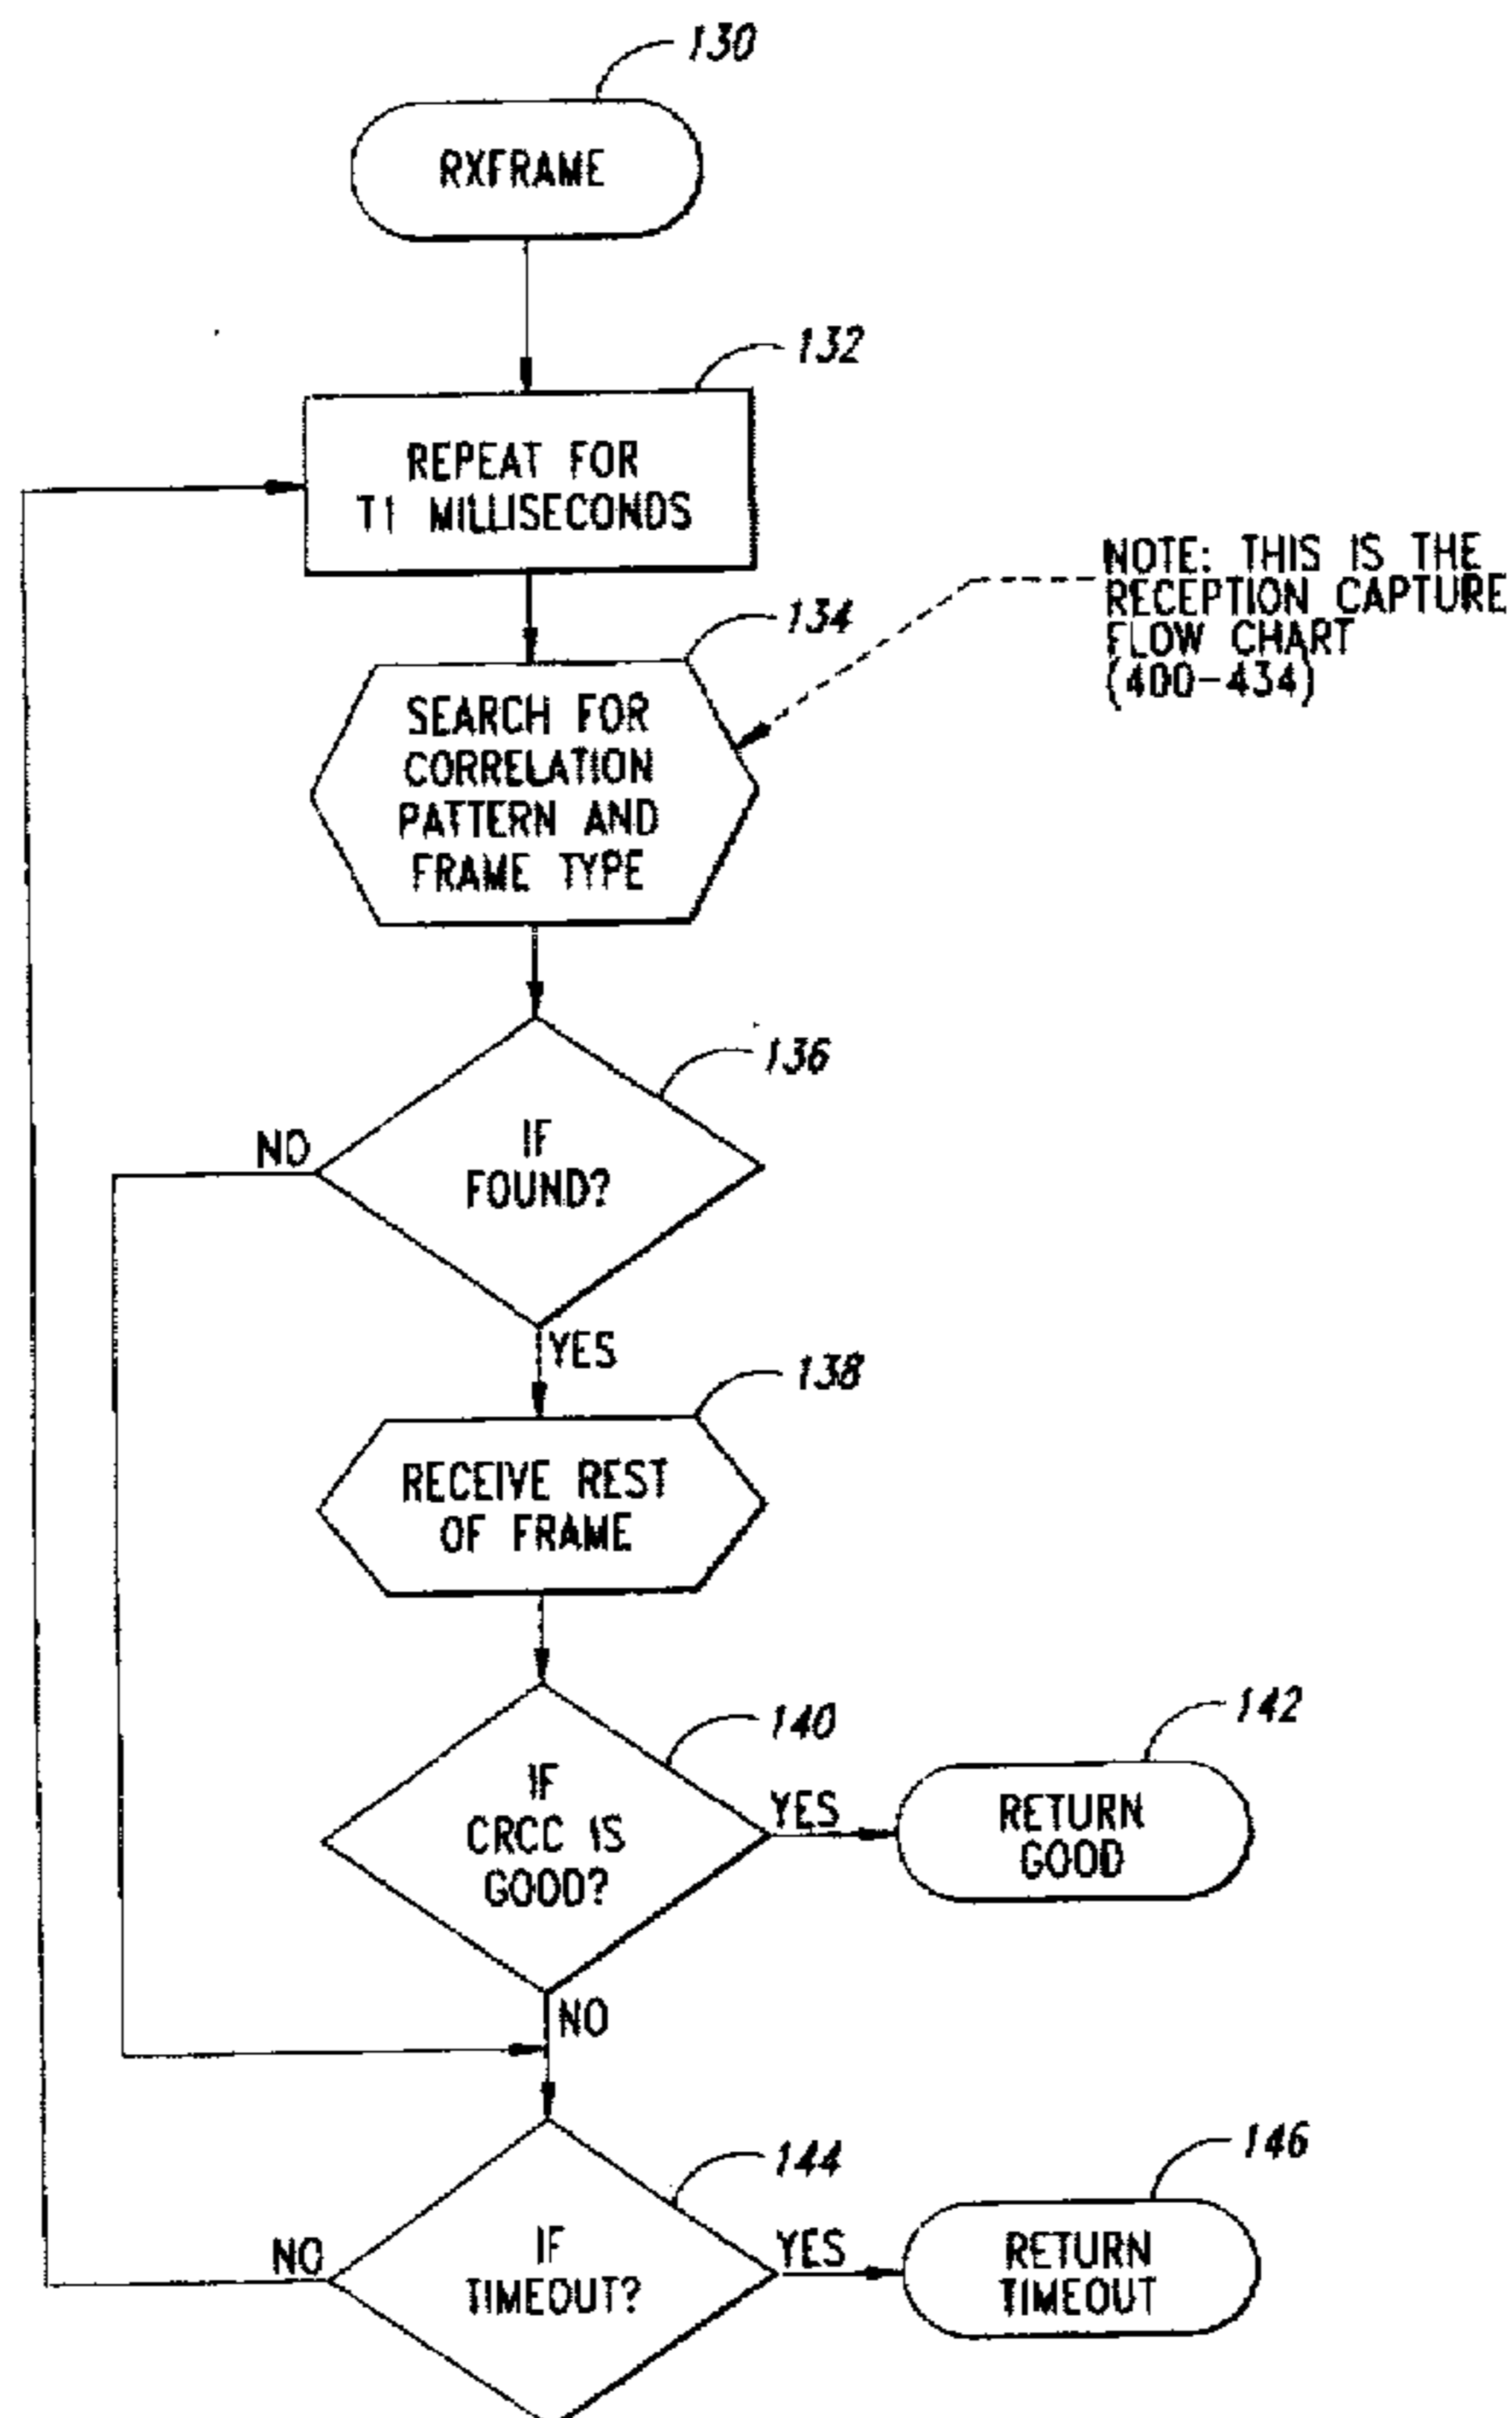 130
RXFRAME
132
REPEAT FOR
T1 MILLISECONDS
NOTE: THIS IS THE
RECEPTION CAPTURE
FLOW CHART
(400-434)
134
SEARCH FOR
CORRELATION
PATTERN AND
FRAME TYPE
136
NO
IF
FOUND?
YES
138
RECEIVE REST
OF FRAME
140
142
IF
CRCC IS
GOOD?
YES
RETURN
GOOD
NO
144
146
NO
IF
TIMEOUT?
YES
RETURN
TIMEOUT